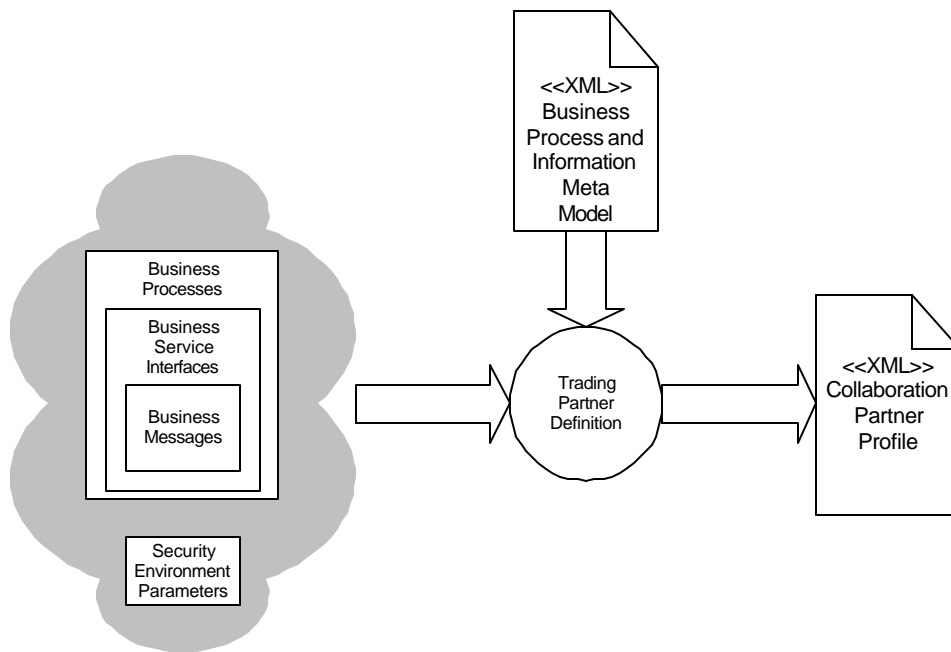 <<XML>>
Business
Process and
Information
Meta
Model
Business
Processes
Business
Service
Interfaces
Business
Messages
Security
Environment
Parameters
Trading
Partner
Definition
<<XML>>
Collaboration
Partner
Profile